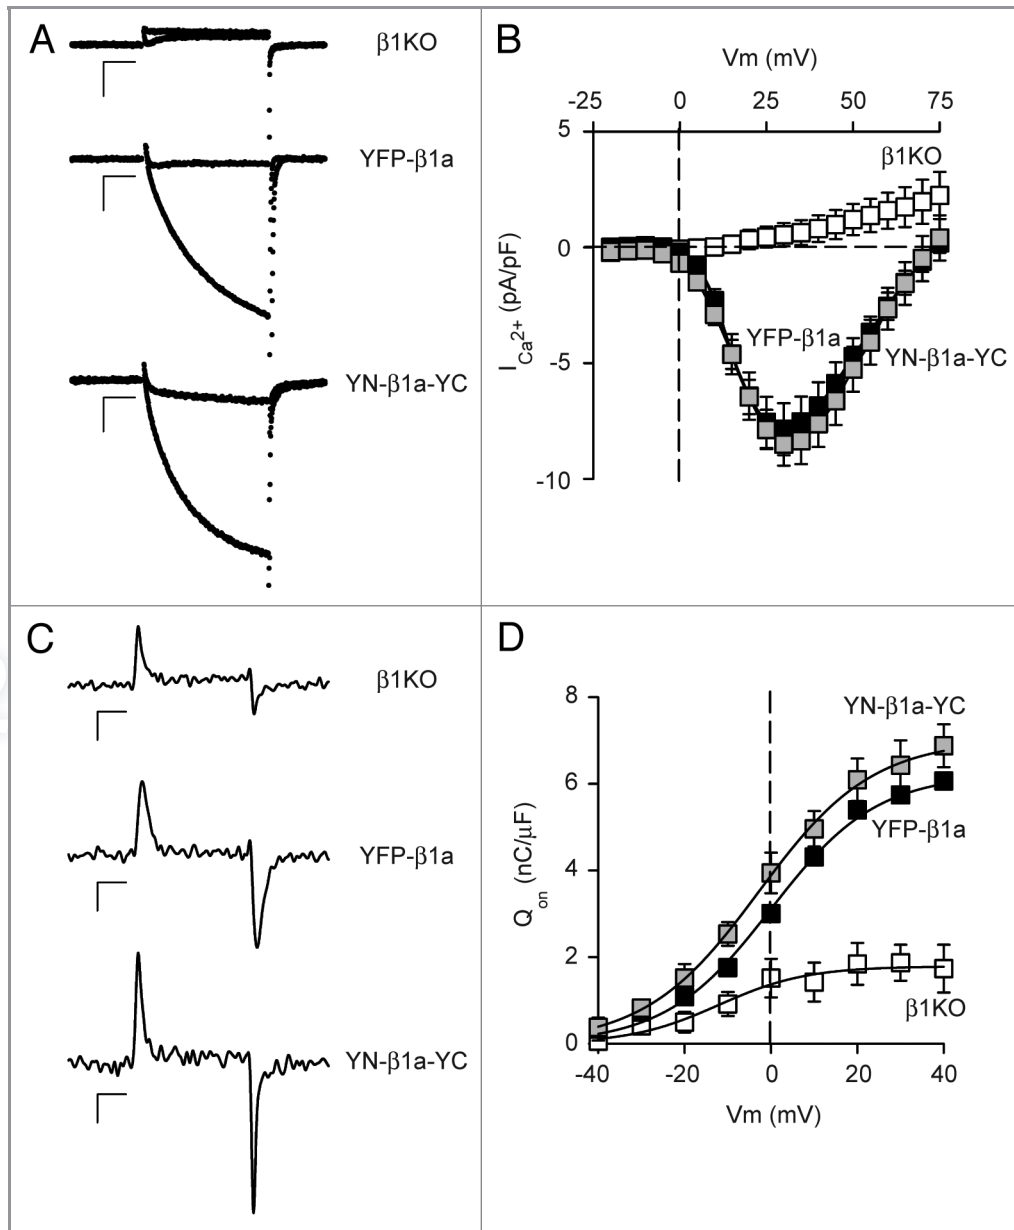 A
β1KO
YFP-β1a
YN-β1a-YC
B
Vm (mV)
-25 0 25 50 75
5
0
-5
-10
I Ca2+ (pA/pF)
β1KO
YFP-β1a
YN-β1a-YC
C
β1KO
YFP-β1a
YN-β1a-YC
D
8
6
4
2
0
Q on (nC/μF)
YN-β1a-YC
YFP-β1a
β1KO
-40 -20 0 20 40
Vm (mV)